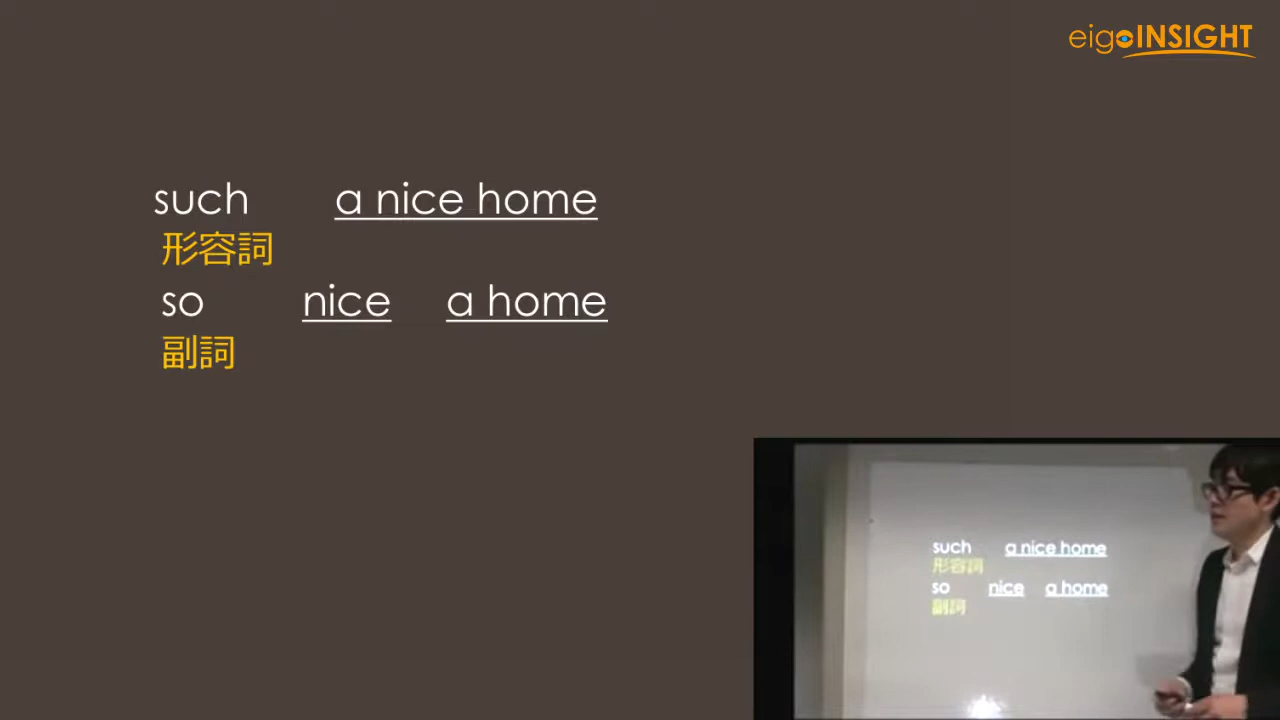 eigoINSIGHT
such a nice home
形容詞
so nice a home
副詞
such a nice home
形容詞
so nice a home
副詞